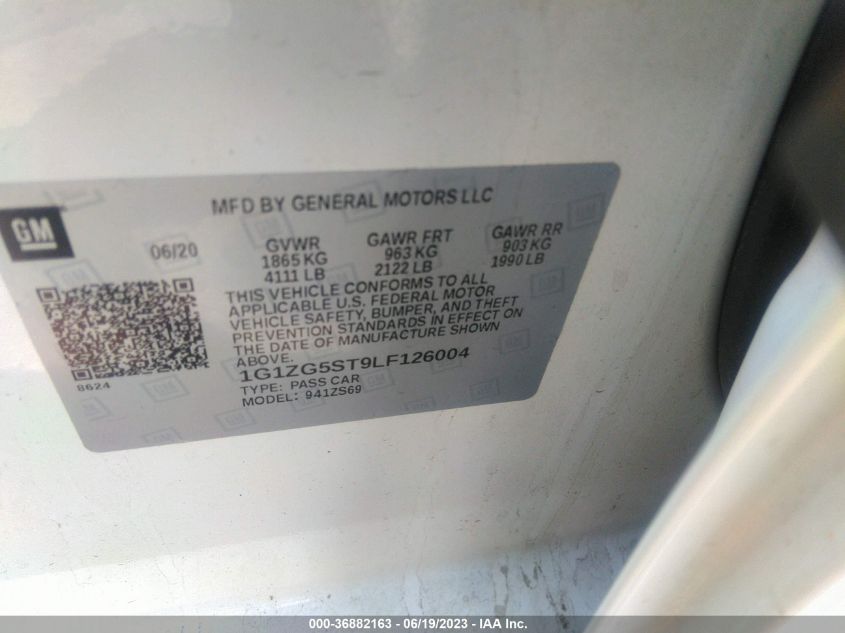 MFD BY GENERAL MOTORS LLC
GM
06/20 GVWR GAWR FRT GAWR RR
1865 KG 963 KG 903 KG
4111 LB 2122 LB 1990 LB
THIS VEHICLE CONFORMS TO ALL
APPLICABLE U.S. FEDERAL MOTOR
VEHICLE SAFETY, BUMPER, AND THEFT
PREVENTION STANDARDS IN EFFECT ON
THE DATE OF MANUFACTURE SHOWN
ABOVE.
8624
1G1ZG5ST9LF126004
TYPE: PASS CAR
MODEL: 941ZS69
000-36882163 - 06/19/2023 - IAA Inc.